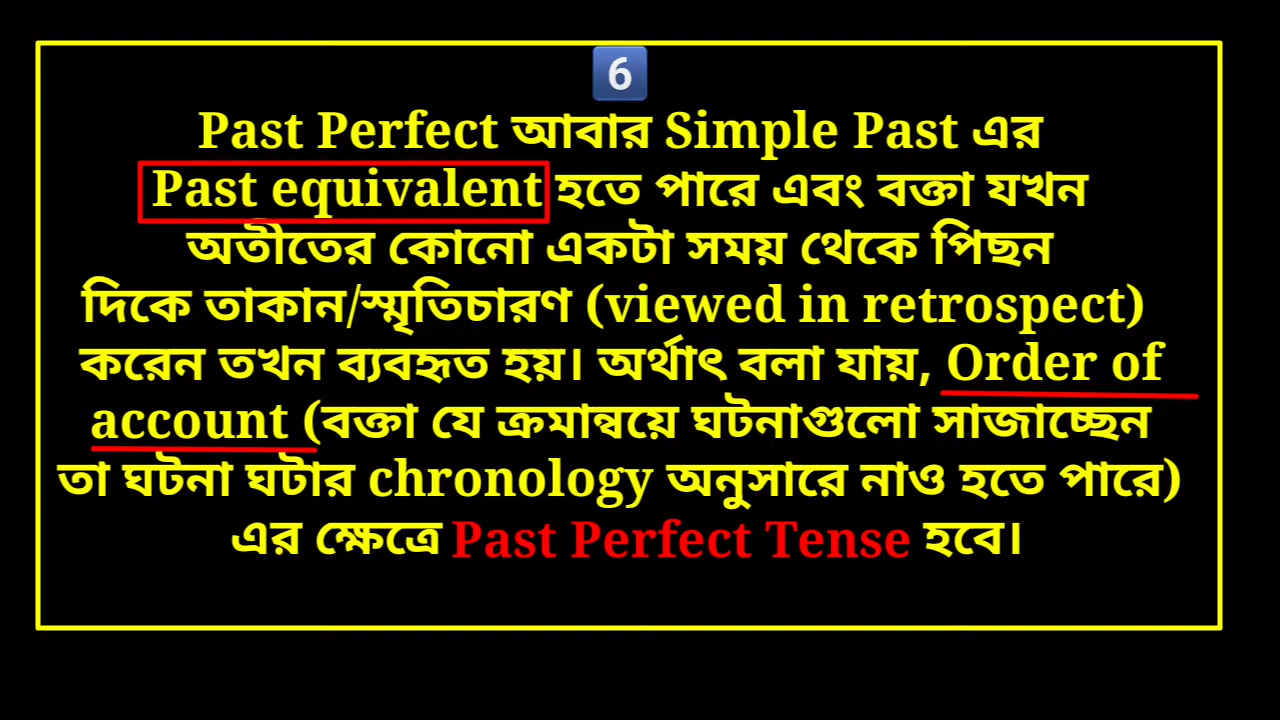 6
Past Perfect আবার Simple Past এর
Past equivalent হতে পারে এবং বক্তা যখন
অতীতের কোনো একটা সময় থেকে পিছন
দিকে তাকান/স্মৃতিচারণ (viewed in retrospect)
করেন তখন ব্যবহৃত হয়। অর্থাৎ বলা যায়, Order of
account (বক্তা যে ক্রমান্বয়ে ঘটনাগুলো সাজাচ্ছেন
তা ঘটনা ঘটার chronology অনুসারে নাও হতে পারে)
এর ক্ষেত্রে Past Perfect Tense হবে।